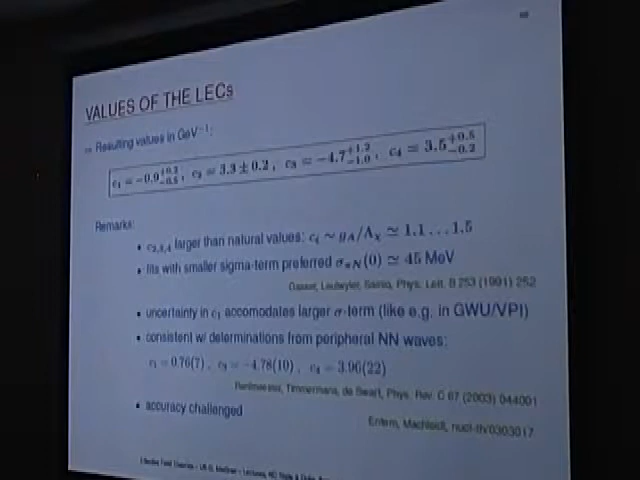 VALUES OF THE LECs
⇒ Resulting values in GeV⁻¹:
c₁ = −0.9⁺⁰·²₋₀.₅ , c₂ = 3.3 ± 0.2 , c₃ = −4.7⁺¹·²₋₁.₀ , c₄ = 3.5⁺⁰·⁵₋₀.₂
Remarks:
• c₂,₃,₄ larger than natural values: cᵢ ∼ g_A/Λ_χ ≃ 1.1 … 1.5
• fits with smaller sigma-term preferred σ_πN(0) ≃ 45 MeV
Gasser, Leutwyler, Sainio, Phys. Lett. B 253 (1991) 252
• uncertainty in c₁ accomodates larger σ-term (like e.g. in GWU/VPI)
• consistent w/ determinations from peripheral NN waves:
c₁ = 0.76(7) , c₃ = −4.78(10) , c₄ = 3.96(22)
Rentmeester, Timmermans, de Swart, Phys. Rev. C 67 (2003) 044001
• accuracy challenged
Entem, Machleidt, nucl-th/0303017
Field Theories –